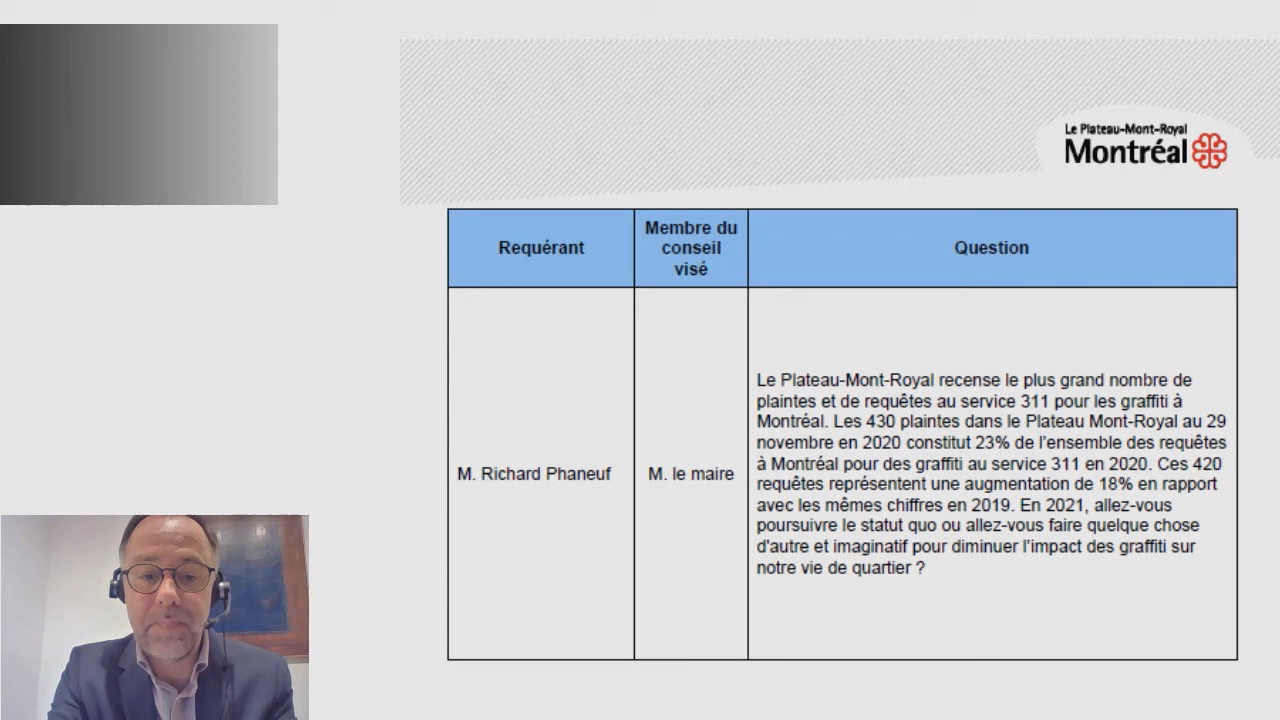 Le Plateau-Mont-Royal
Montréal
Requérant
Membre du
conseil
visé
Question
M. Richard Phaneuf
M. le maire
Le Plateau-Mont-Royal recense le plus grand nombre de
plaintes et de requêtes au service 311 pour les graffiti à
Montréal. Les 430 plaintes dans le Plateau Mont-Royal au 29
novembre en 2020 constitut 23% de l'ensemble des requêtes
à Montréal pour des graffiti au service 311 en 2020. Ces 420
requêtes représentent une augmentation de 18% en rapport
avec les mêmes chiffres en 2019. En 2021, allez-vous
poursuivre le statut quo ou allez-vous faire quelque chose
d'autre et imaginatif pour diminuer l'impact des graffiti sur
notre vie de quartier ?